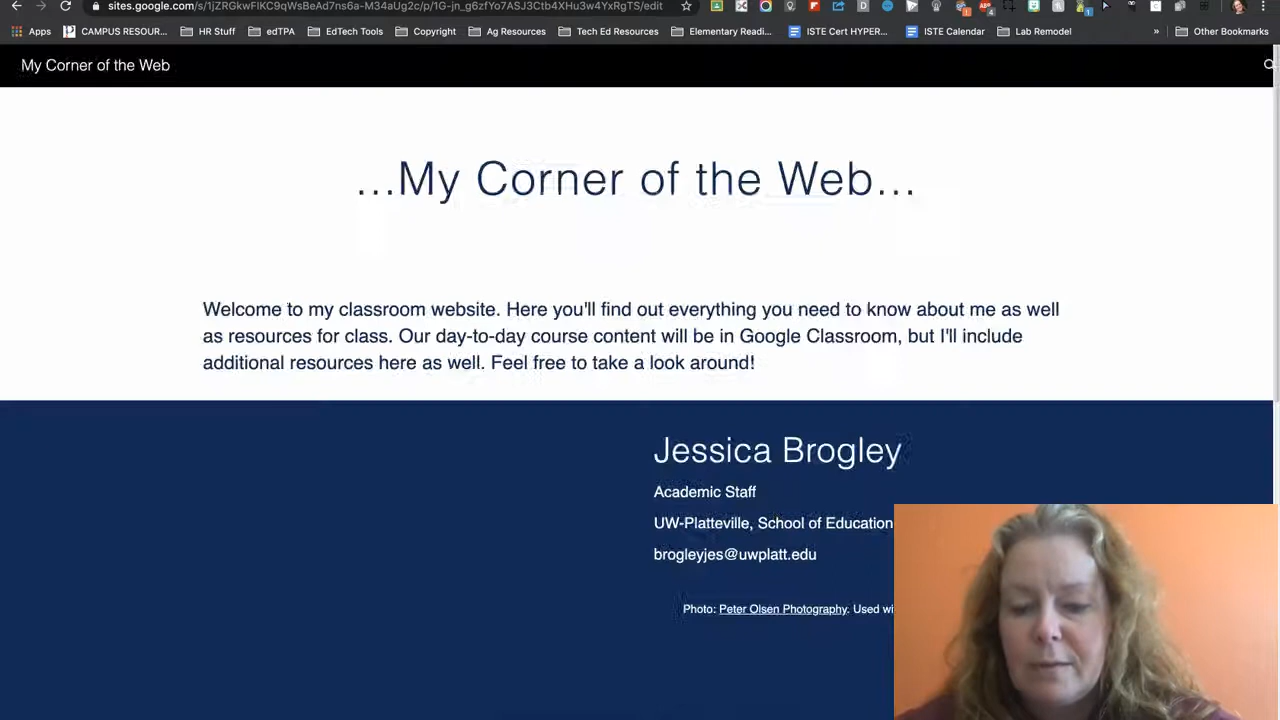 sites.google.com/s/1jZRGkwFlKC9qWsBeAd7ns6a-M34aUg2c/p/1G-jn_g6zfYo7ASJ3Ctb4XHu3w4YxRgTS/edit
Apps CAMPUS RESOUR... HR Stuff edTPA EdTech Tools Copyright Ag Resources Tech Ed Resources Elementary Readi... ISTE Cert HYPER... ISTE Calendar Lab Remodel » Other Bookmarks
My Corner of the Web
...My Corner of the Web...
Welcome to my classroom website. Here you'll find out everything you need to know about me as well
as resources for class. Our day-to-day course content will be in Google Classroom, but I'll include
additional resources here as well. Feel free to take a look around!
Jessica Brogley
Academic Staff
UW-Platteville, School of Education
brogleyjes@uwplatt.edu
Photo: Peter Olsen Photography. Used wi